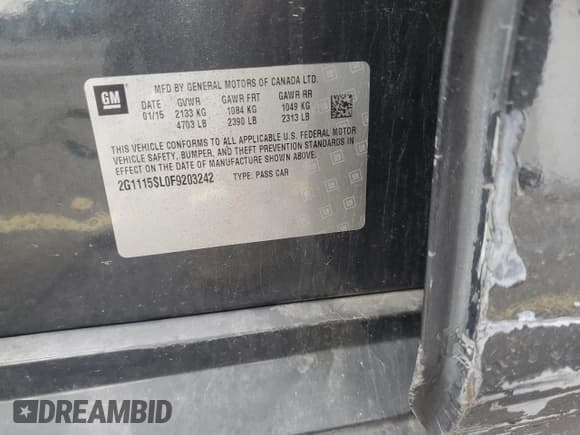 GM
MFD BY GENERAL MOTORS OF CANADA LTD.
DATE GVWR GAWR FRT GAWR RR
01/15 2133 KG 1084 KG 1049 KG
4703 LB 2390 LB 2313 LB
THIS VEHICLE CONFORMS TO ALL APPLICABLE U.S. FEDERAL MOTOR
VEHICLE SAFETY, BUMPER, AND THEFT PREVENTION STANDARDS IN
EFFECT ON THE DATE OF MANUFACTURE SHOWN ABOVE.
2G1115SL0F9203242 TYPE: PASS CAR
DREAMBID